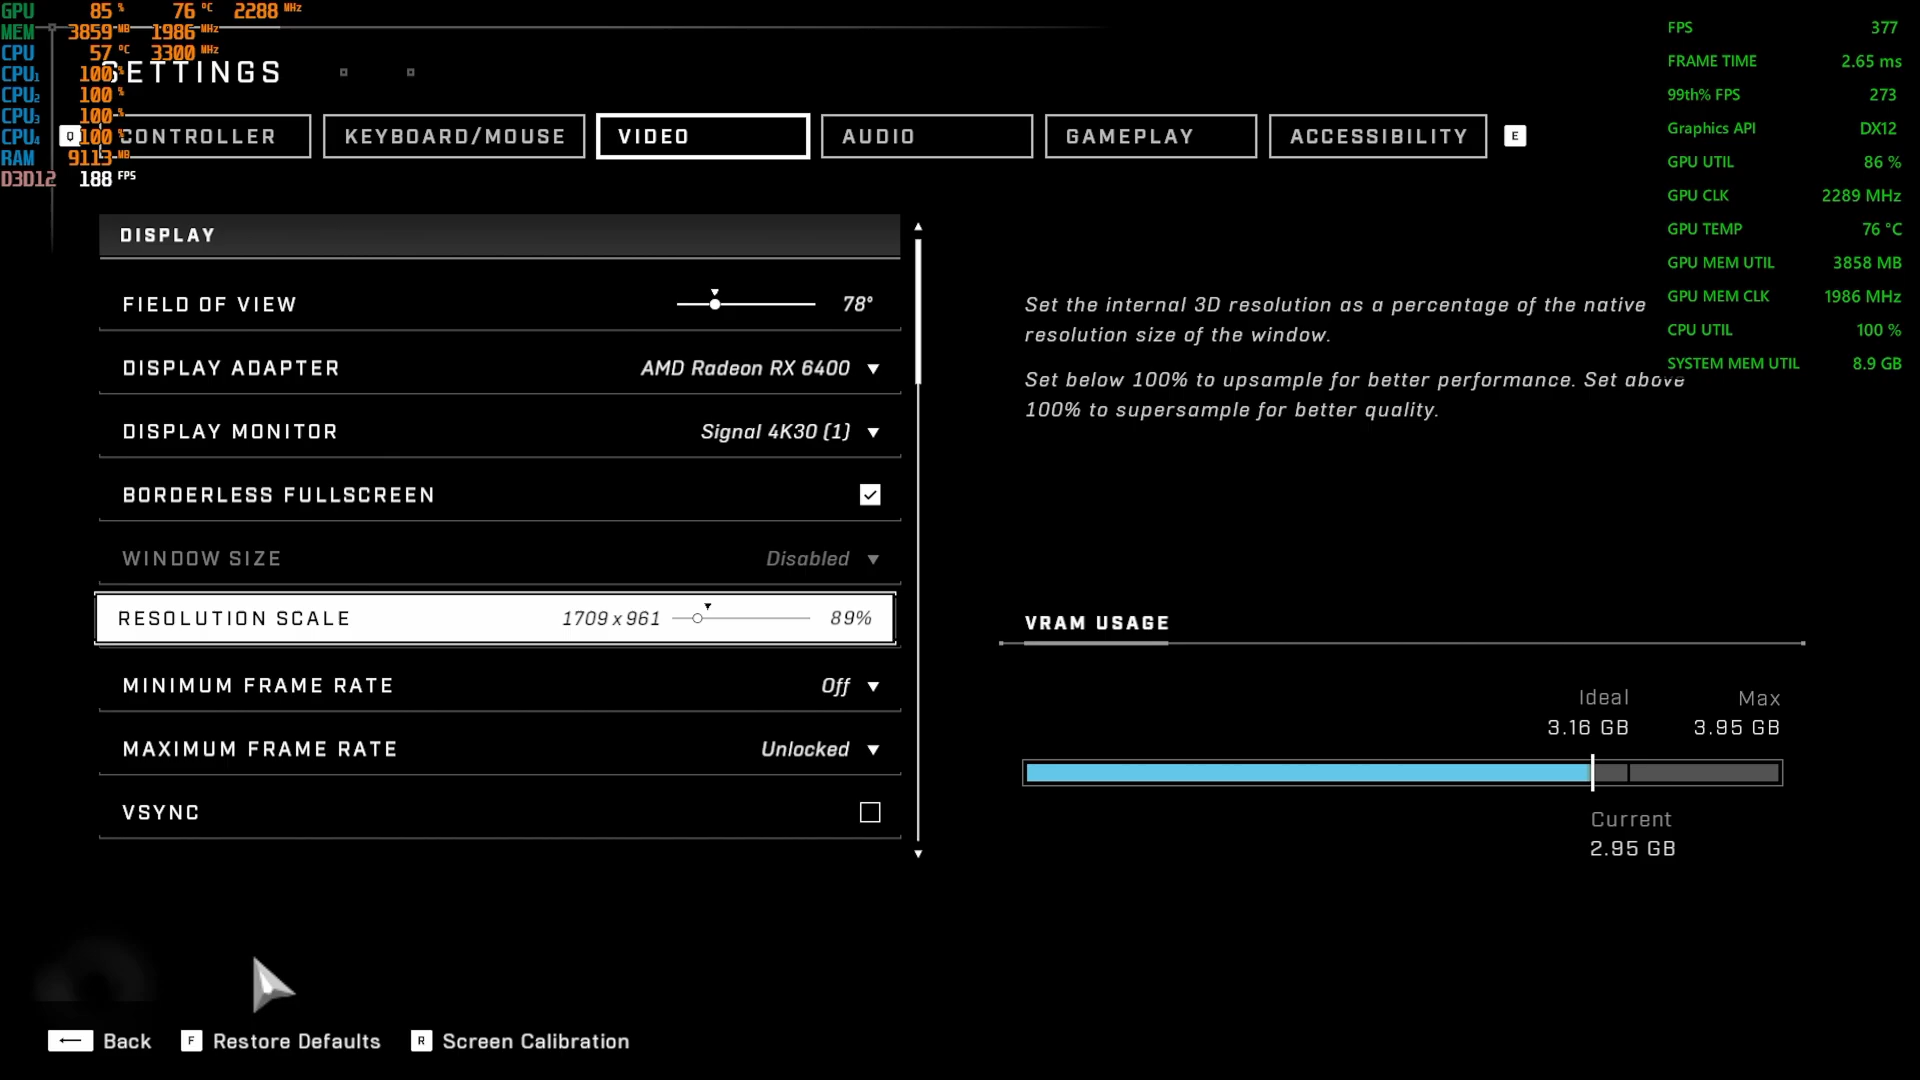 GPU 85 % 76 °C 2288 MHz
MEM 3859 MB 1986 MHz
CPU 57 °C 3300 MHz
CPU1 100 %
CPU2 100 %
CPU3 100 %
CPU4 100 %
RAM 9113 MB
D3D12 188 FPS
SETTINGS
Q CONTROLLER KEYBOARD/MOUSE VIDEO AUDIO GAMEPLAY ACCESSIBILITY E
FPS 377
FRAME TIME 2.65 ms
99th% FPS 273
Graphics API DX12
GPU UTIL 86 %
GPU CLK 2289 MHz
GPU TEMP 76 °C
GPU MEM UTIL 3858 MB
GPU MEM CLK 1986 MHz
CPU UTIL 100 %
SYSTEM MEM UTIL 8.9 GB
DISPLAY
FIELD OF VIEW 78°
DISPLAY ADAPTER AMD Radeon RX 6400
DISPLAY MONITOR Signal 4K30 (1)
BORDERLESS FULLSCREEN
WINDOW SIZE Disabled
RESOLUTION SCALE 1709 x 961 89%
MINIMUM FRAME RATE Off
MAXIMUM FRAME RATE Unlocked
VSYNC
Set the internal 3D resolution as a percentage of the native
resolution size of the window.
Set below 100% to upsample for better performance. Set above
100% to supersample for better quality.
VRAM USAGE
Ideal Max
3.16 GB 3.95 GB
Current
2.95 GB
Back F Restore Defaults R Screen Calibration